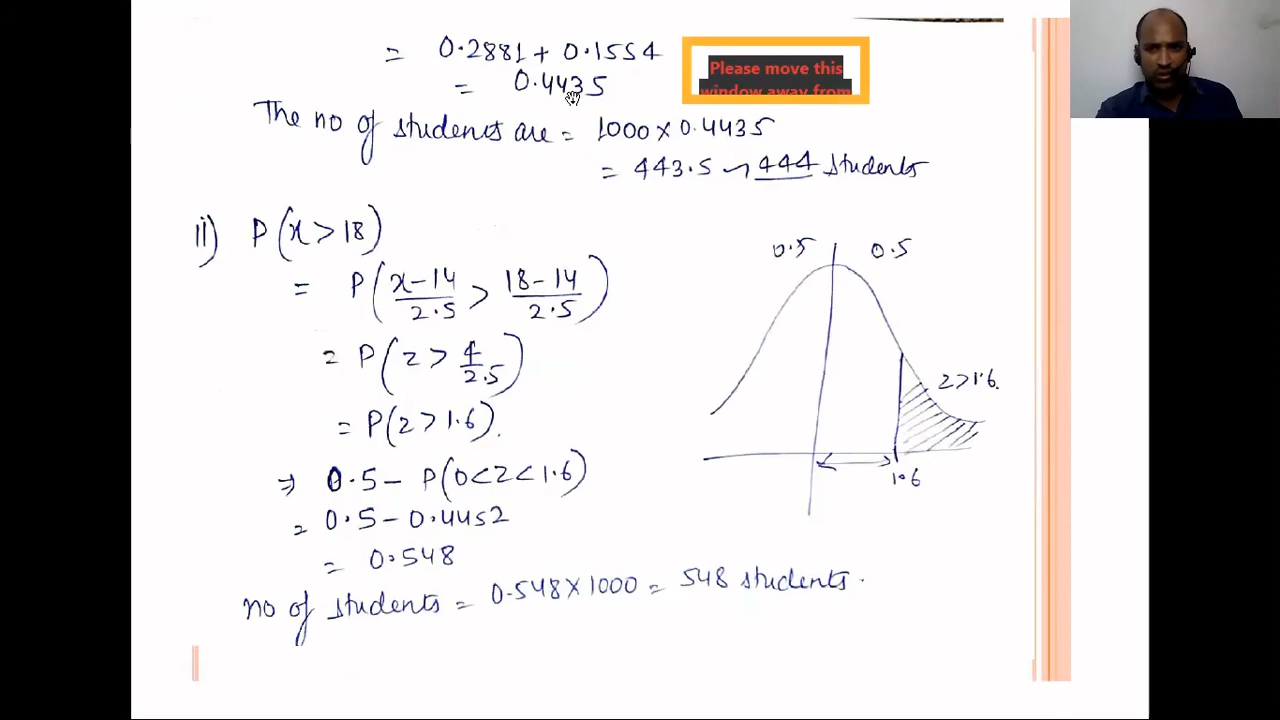 = 0.2881 + 0.1554
= 0.4435
Please move this
window away from
The no of students are = 1000 x 0.4435
= 443.5 ~ 444 students
ii) P(x > 18)
= P(x-14/2.5 > 18-14/2.5)
= P(z > 4/2.5)
= P(z > 1.6).
⇒ 0.5 - P(0<z<1.6)
= 0.5 - 0.4452
= 0.548
no of students = 0.548 x 1000 = 548 students.
0.5 0.5
z>1.6.
1.6